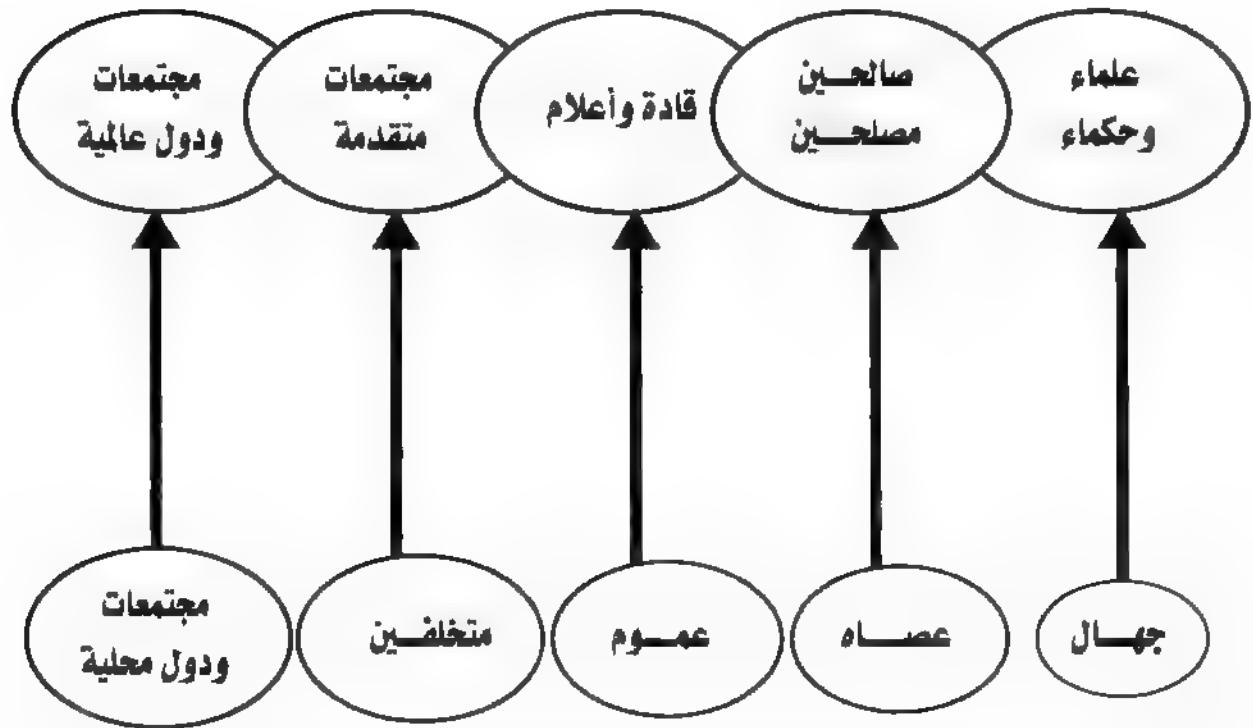 علماء
وحكماء
صالحين
مصلحين
قادة وأعلام
مجتمعات
متقدمة
مجتمعات
ودول عالمية
جهال
عصاه
عموم
متخلفين
مجتمعات
ودول محلية